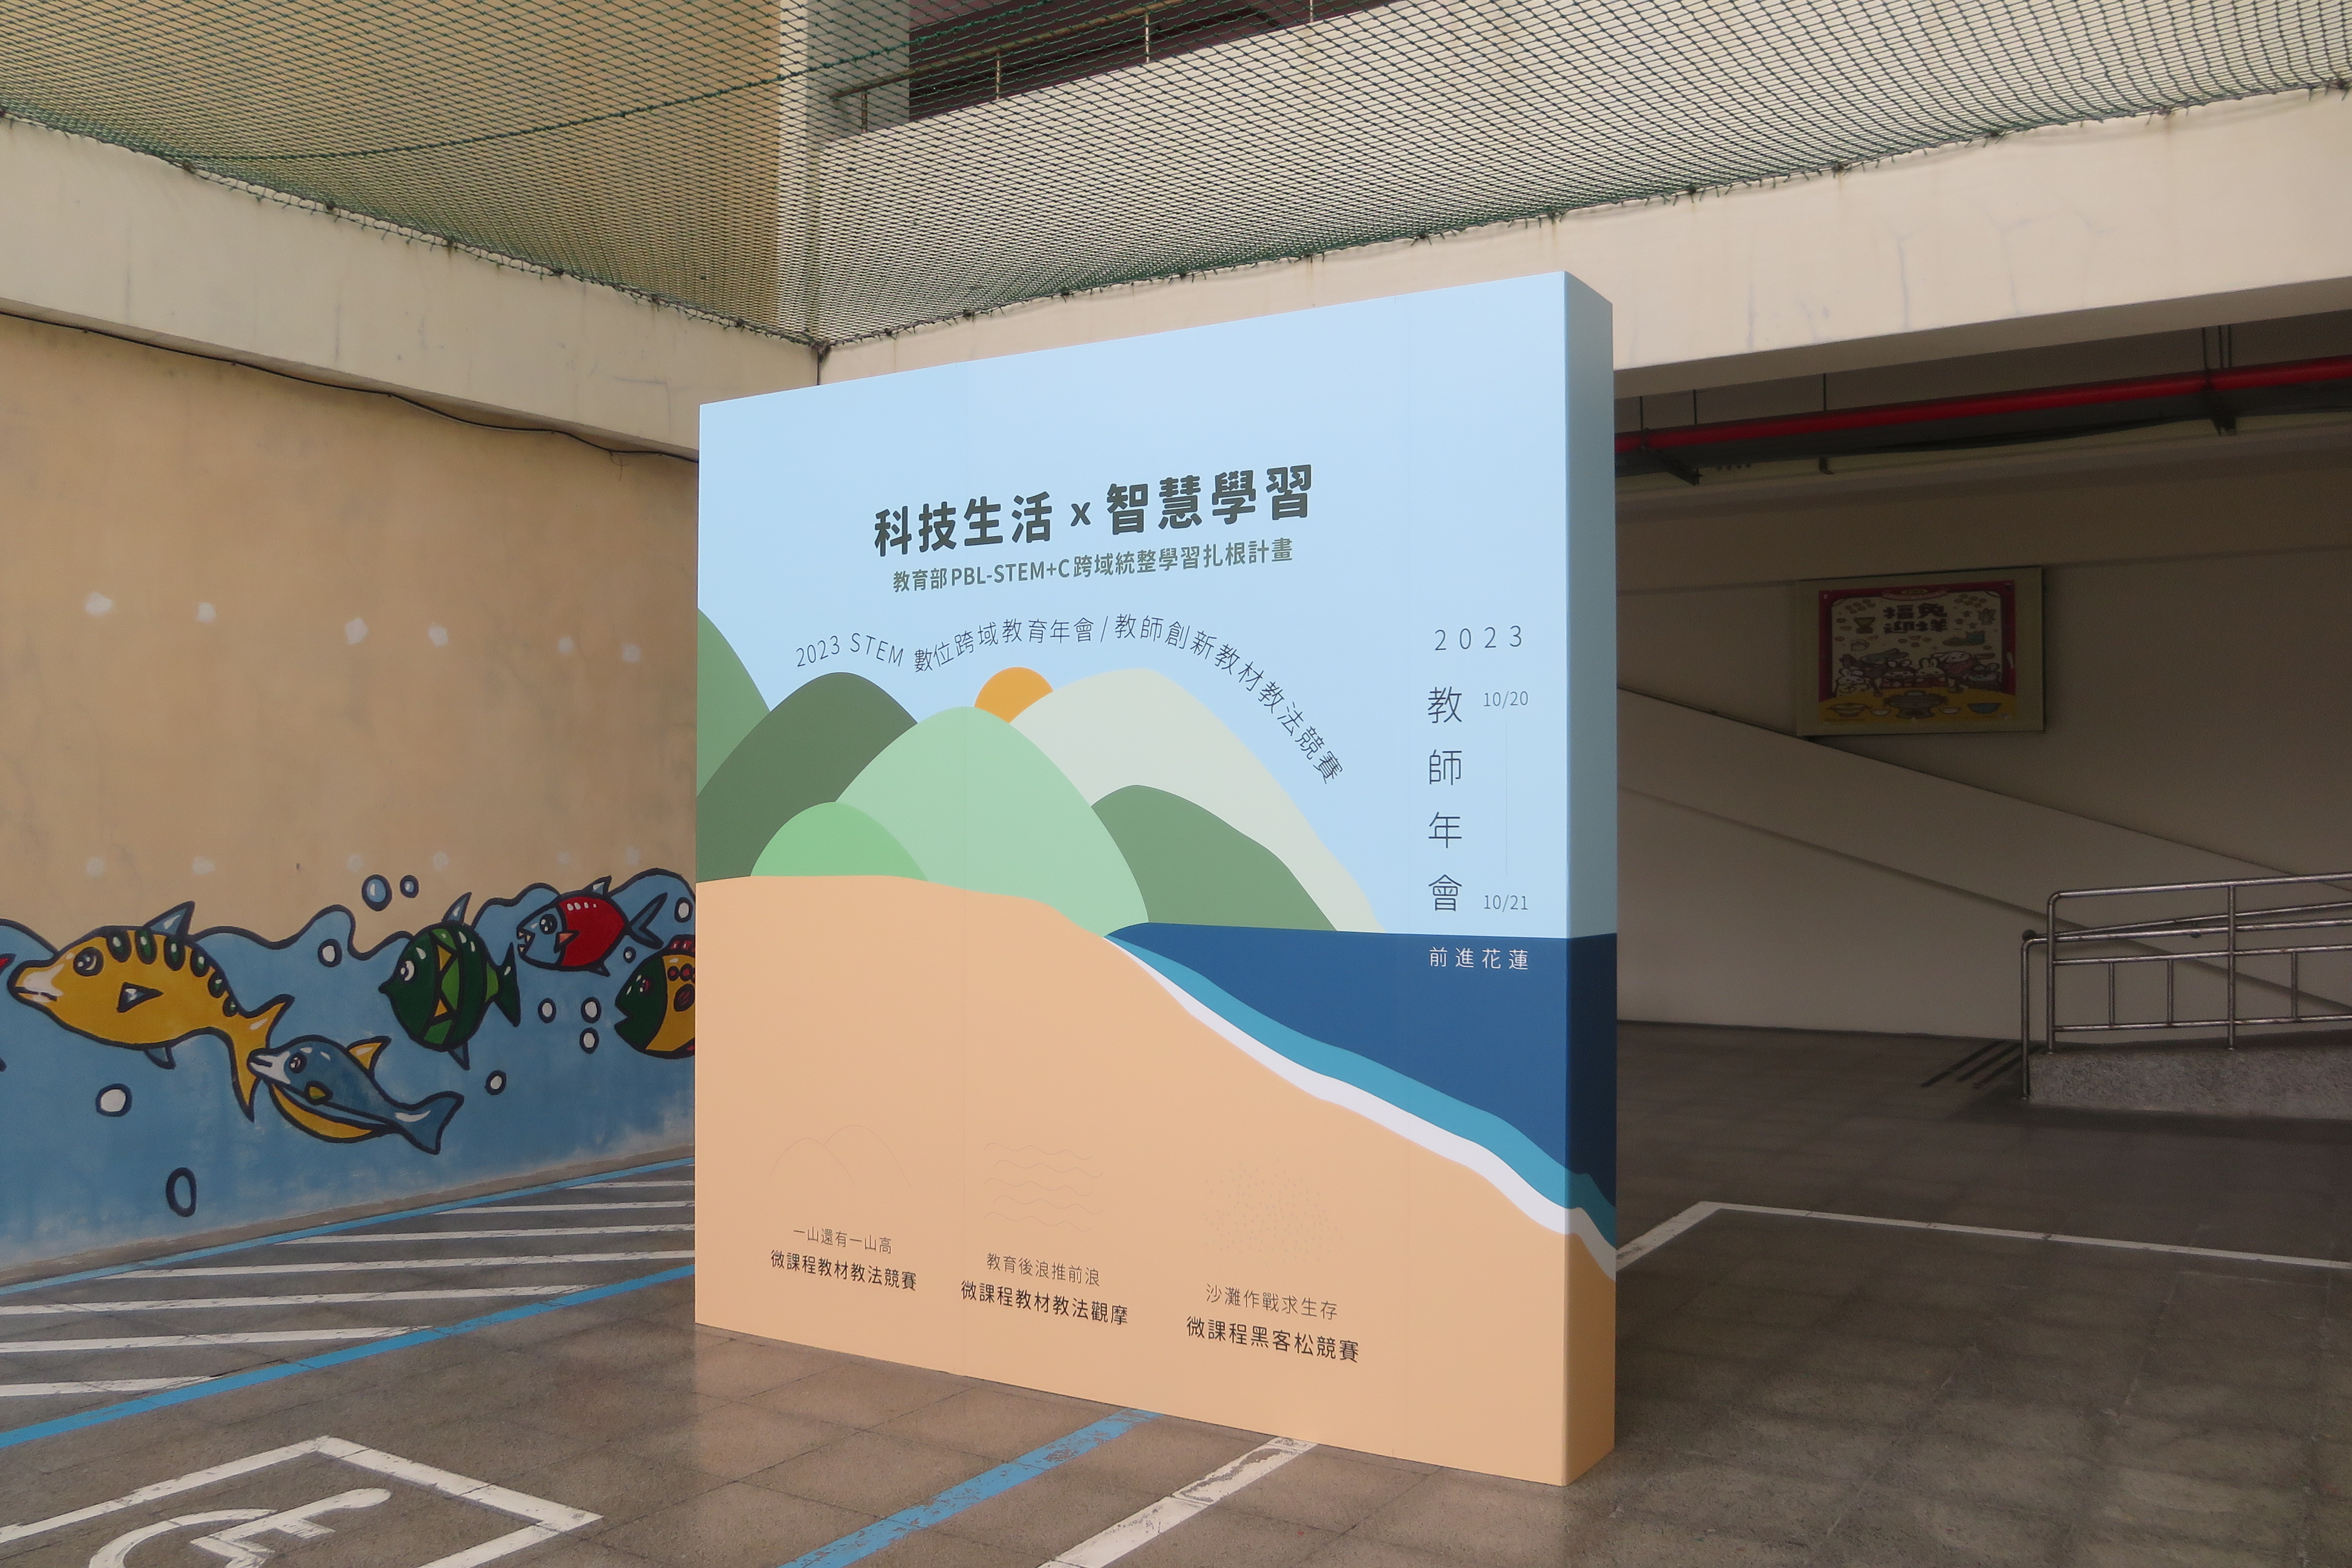 科技生活 x 智慧學習
教育部PBL-STEM+C跨域統整學習扎根計畫
2023 STEM 數位跨域教育年會/教師創新教材教法競賽
2023
教師年會
10/20
10/21
前進花蓮
一山還有一山高
微課程教材教法競賽
教育後浪推前浪
微課程教材教法觀摩
沙灘作戰求生存
微課程黑客松競賽
福兔
迎祥